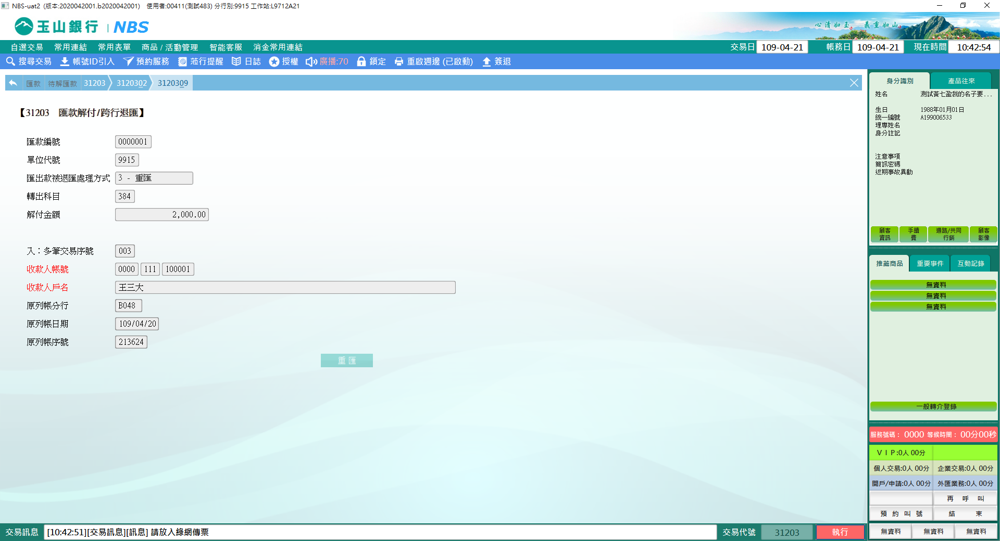 NBS-uat2 (版本:2020042001.b2020042001) 使用者:00411(測試483) 分行別:9915 工作站:L9712A21
玉山銀行 | NBS
心清如玉 義重如山
自選交易 常用連結 常用表單 商品 / 活動管理 智能客服 消金常用連結 交易日 109-04-21 帳務日 109-04-21 現在時間 10:42:54
搜尋交易 帳號ID引入 預約服務 蒞行提醒 日誌 授權 廣播:70 鎖定 重啟週邊 (已啟動) 簽退
匯款 待解匯款 31203 3120302 3120309
【31203 匯款解付/跨行退匯】
匯款編號 0000001
單位代號 9915
匯出款被退匯處理方式 3 - 重匯
轉出科目 384
解付金額 2,000.00
入：多筆交易序號 003
收款人帳號 0000 111 100001
收款人戶名 王三大
原列帳分行 B048
原列帳日期 109/04/20
原列帳序號 213624
重匯
身分識別 產品往來
姓名 測試黃七盈我的名子要...
生日 1988年01月01日
統一編號 A199006533
理專姓名
身分註記
注意事項
簡訊密碼
近期事故異動
顧客資訊 手續費 通路/共同行銷 顧客影像
推薦商品 重要事件 互動記錄
無資料
無資料
無資料
一般轉介登錄
服務號碼： 0000 等候時間： 00分00秒
ＶＩＰ:0人 00分
個人交易:0人 00分 企業交易:0人 00分
開戶/申請:0人 00分 外匯業務:0人 00分
再 呼 叫
預 約 叫 號 結 束
無資料 無資料 無資料
交易訊息 [10:42:51][交易訊息][訊息] 請放入綠網傳票 交易代號 31203 執行